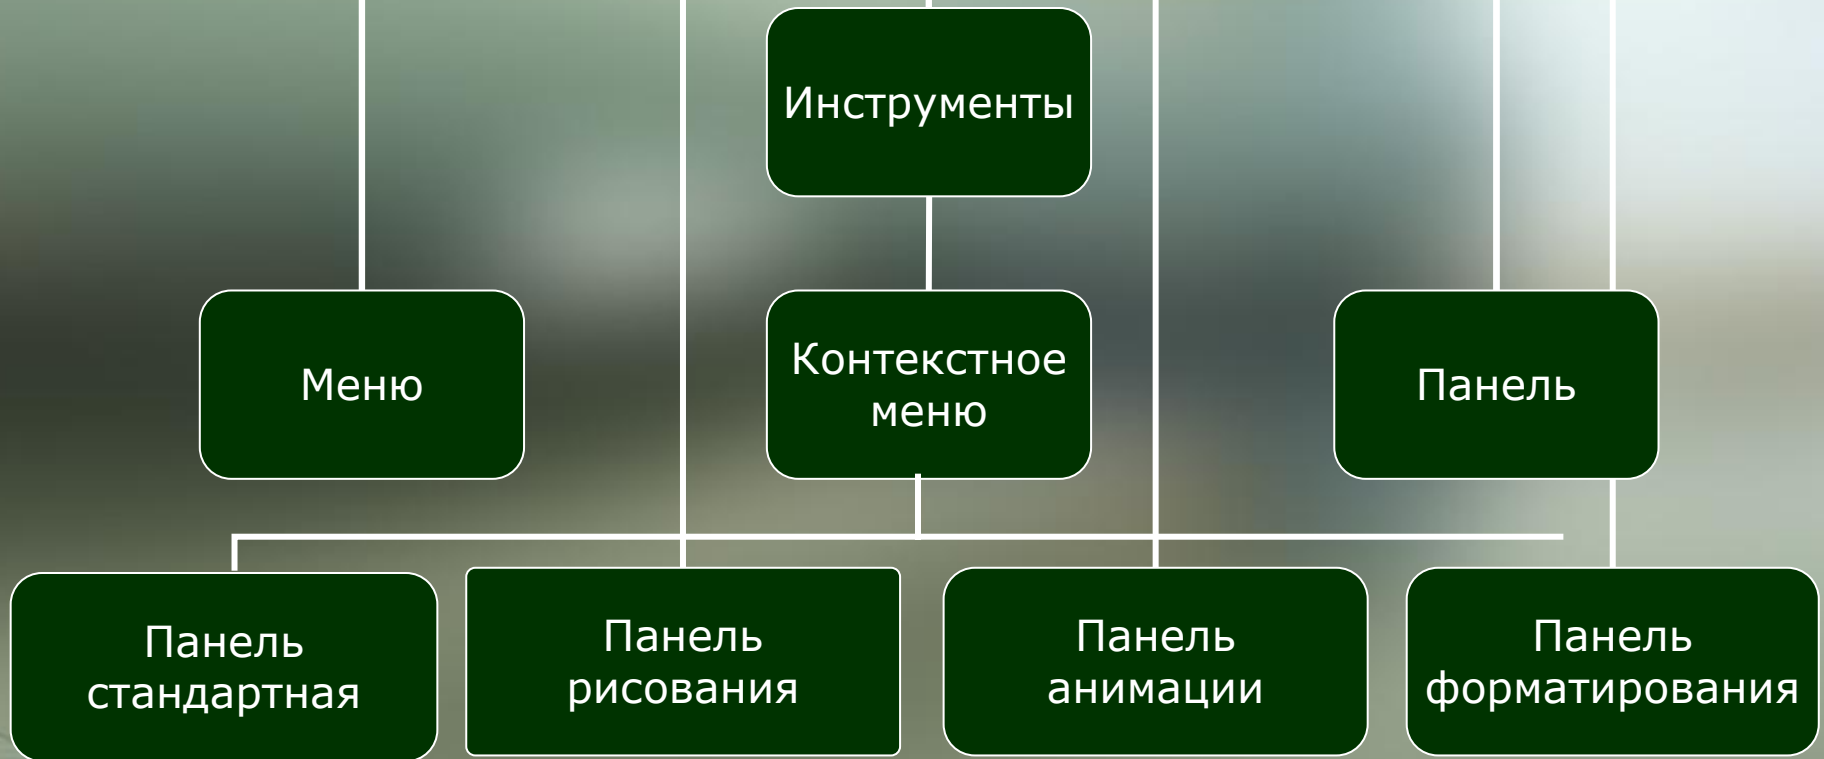 Инструменты
Меню
Контекстное
меню
Панель
Панель
стандартная
Панель
рисования
Панель
анимации
Панель
форматирования